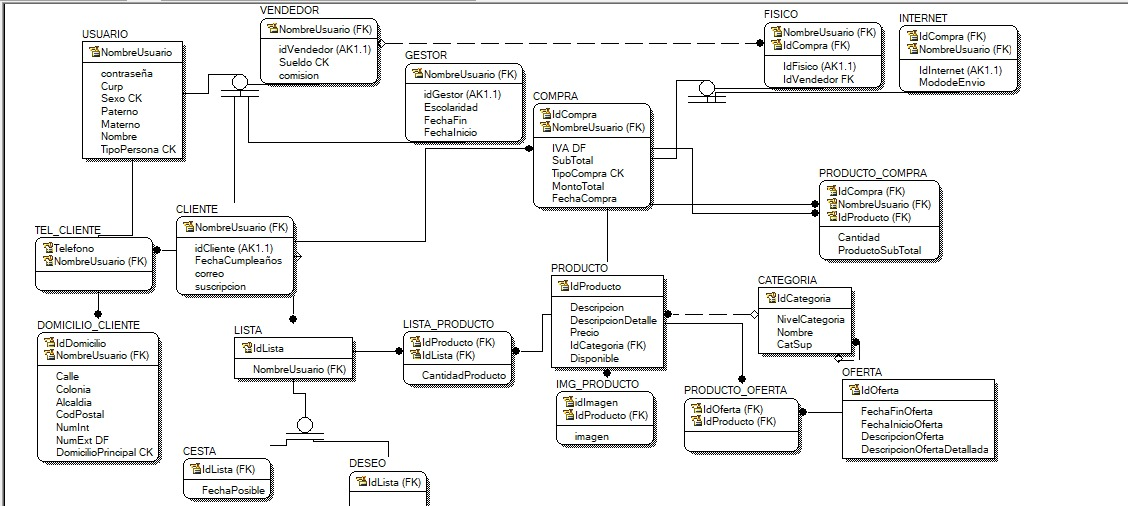 USUARIO
NombreUsuario
contraseña
Curp
Sexo CK
Paterno
Materno
Nombre
TipoPersona CK
VENDEDOR
NombreUsuario (FK)
idVendedor (AK1.1)
Sueldo CK
comision
GESTOR
NombreUsuario (FK)
idGestor (AK1.1)
Escolaridad
FechaFin
FechaInicio
FISICO
NombreUsuario (FK)
IdCompra (FK)
IdFisico (AK1.1)
IdVendedor FK
INTERNET
IdCompra (FK)
NombreUsuario (FK)
IdInternet (AK1.1)
MododeEnvio
COMPRA
IdCompra
NombreUsuario (FK)
IVA DF
SubTotal
TipoCompra CK
MontoTotal
FechaCompra
PRODUCTO_COMPRA
IdCompra (FK)
NombreUsuario (FK)
IdProducto (FK)
Cantidad
ProductoSubTotal
CLIENTE
NombreUsuario (FK)
idCliente (AK1.1)
FechaCumpleaños
correo
suscripcion
TEL_CLIENTE
Telefono
NombreUsuario (FK)
DOMICILIO_CLIENTE
IdDomicilio
NombreUsuario (FK)
Calle
Colonia
Alcaldia
CodPostal
NumInt
NumExt DF
DomicilioPrincipal CK
LISTA
IdLista
NombreUsuario (FK)
LISTA_PRODUCTO
IdProducto (FK)
IdLista (FK)
CantidadProducto
PRODUCTO
IdProducto
Descripcion
DescripcionDetalle
Precio
IdCategoria (FK)
Disponible
CATEGORIA
IdCategoria
NivelCategoria
Nombre
CatSup
IMG_PRODUCTO
idImagen
IdProducto (FK)
imagen
PRODUCTO_OFERTA
IdOferta (FK)
IdProducto (FK)
OFERTA
IdOferta
FechaFinOferta
FechaInicioOferta
DescripcionOferta
DescripcionOfertaDetallada
CESTA
IdLista (FK)
FechaPosible
DESEO
IdLista (FK)